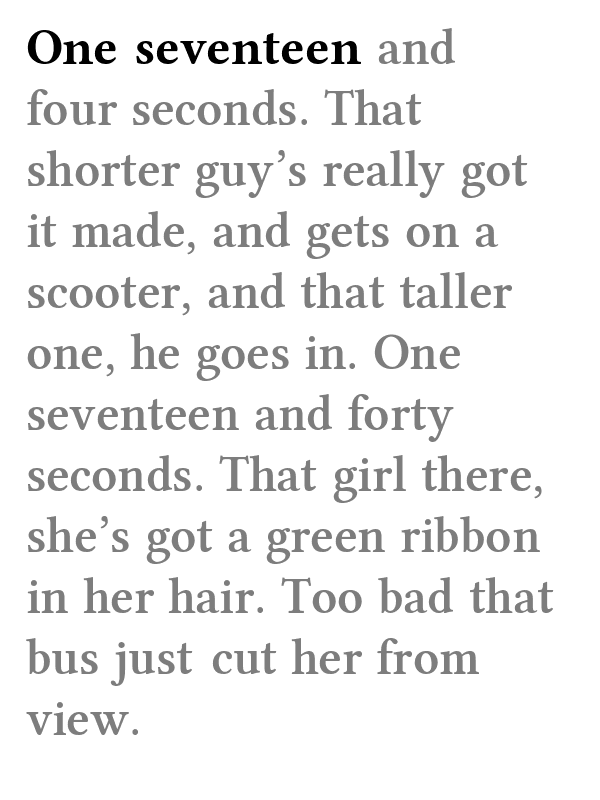 One seventeen and
four seconds. That
shorter guy’s really got
it made, and gets on a
scooter, and that taller
one, he goes in. One
seventeen and forty
seconds. That girl there,
she’s got a green ribbon
in her hair. Too bad that
bus just cut her from
view.